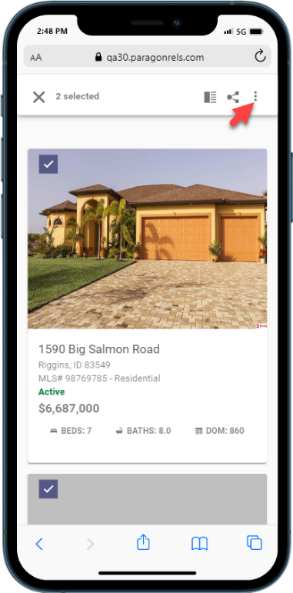 2:48 PM
5G
AA
qa30.paragonrels.com
2 selected
1590 Big Salmon Road
Riggins, ID 83549
MLS# 98769785 - Residential
Active
$6,687,000
BEDS: 7
BATHS: 8.0
DOM: 860